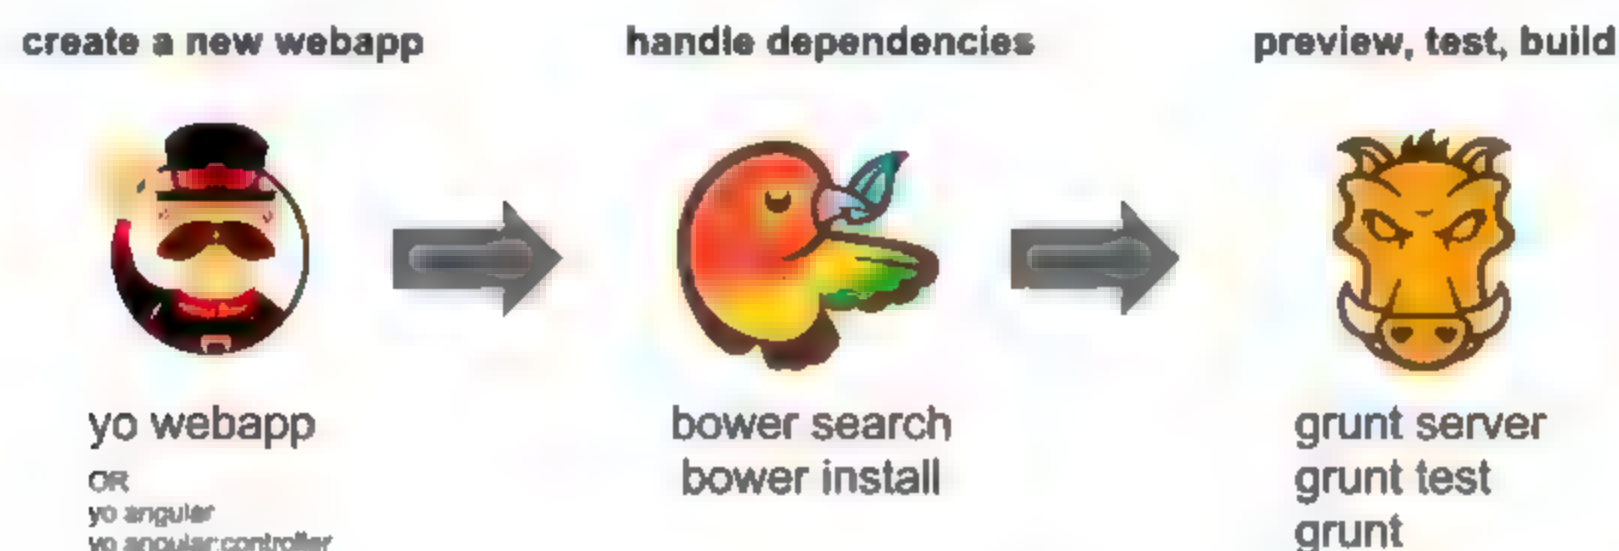 create a new webapp
handle dependencies
preview, test, build
yo webapp
OR
yo angular
yo angular:controller
bower search
bower install
grunt server
grunt test
grunt